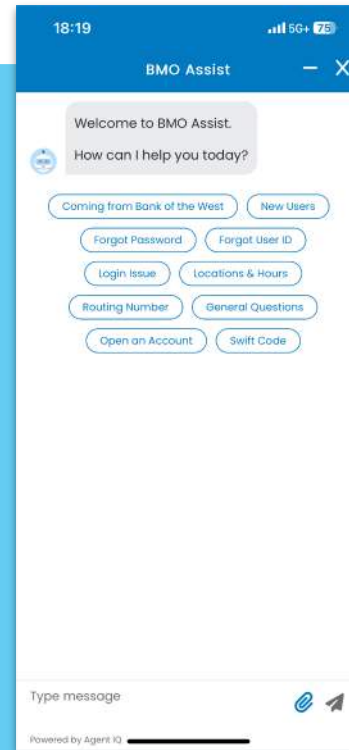 18:19 5G+ 75
BMO Assist
Welcome to BMO Assist.
How can I help you today?
Coming from Bank of the West New Users
Forgot Password Forgot User ID
Login Issue Locations & Hours
Routing Number General Questions
Open an Account Swift Code
Type message
Powered by Agent IQ